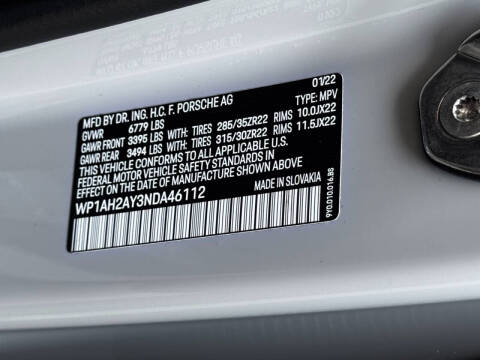 MFD BY DR. ING. H.C. F. PORSCHE AG 01/22
GVWR 6779 LBS TYPE: MPV
GAWR FRONT 3395 LBS WITH: TIRES 285/35ZR22 RIMS 10.0JX22
GAWR REAR 3494 LBS WITH: TIRES 315/30ZR22 RIMS 11.5JX22
THIS VEHICLE CONFORMS TO ALL APPLICABLE U.S.
FEDERAL MOTOR VEHICLE SAFETY STANDARDS IN
EFFECT ON THE DATE OF MANUFACTURE SHOWN ABOVE
WP1AH2AY3NDA46112 MADE IN SLOVAKIA
9Y0.010.016.BS